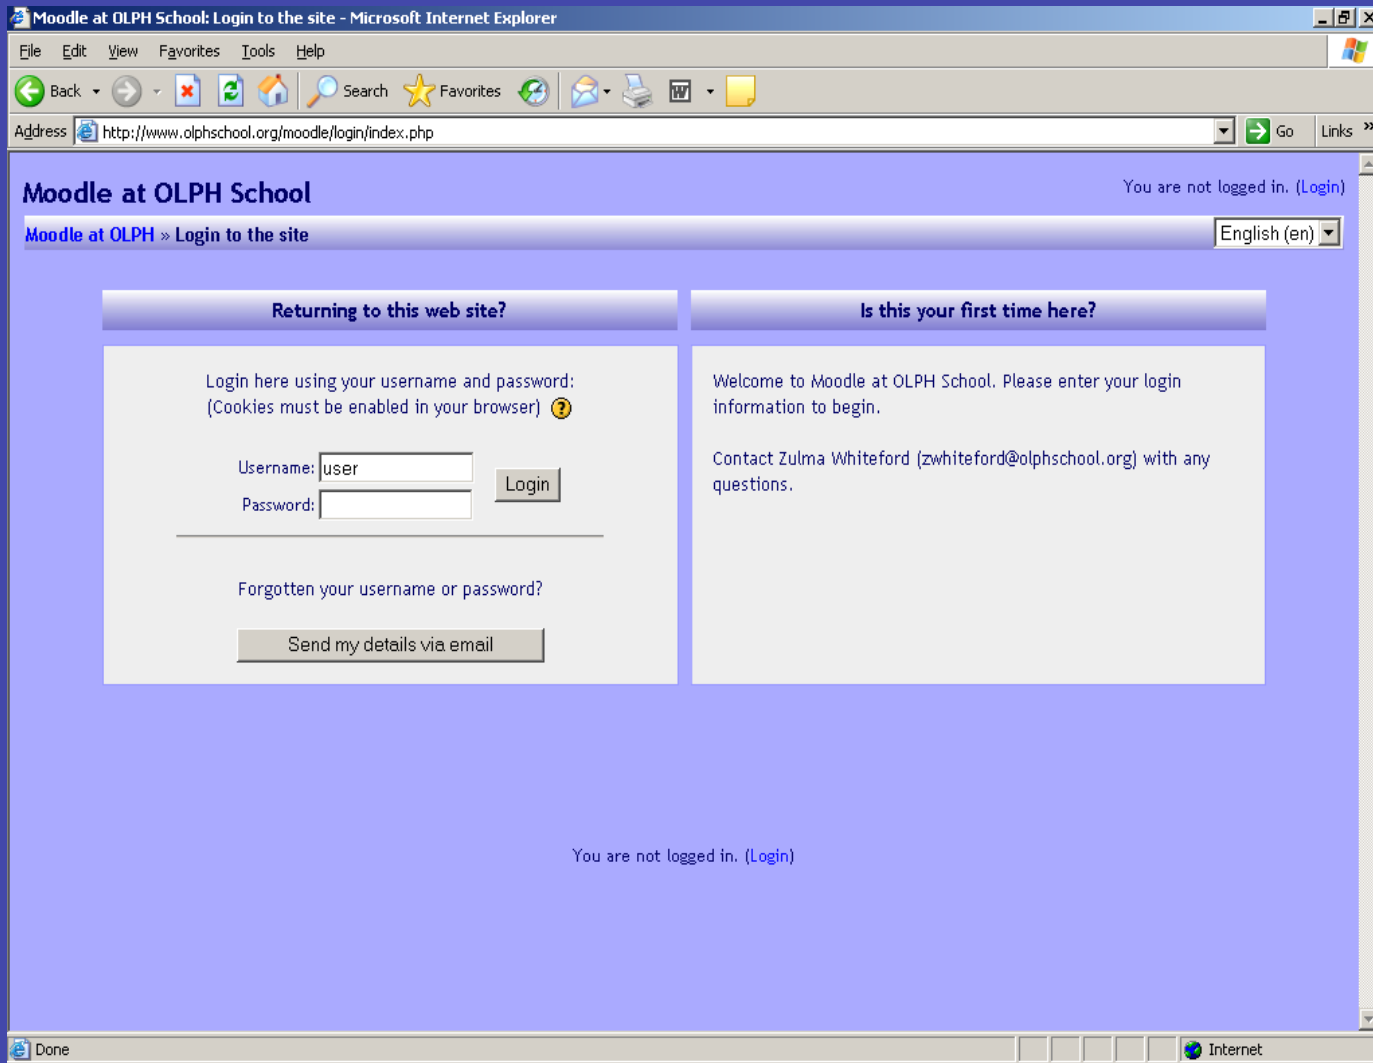 Moodle at OLPH School: Login to the site - Microsoft Internet Explorer
File Edit View Favorites Tools Help
Back Search Favorites
Address http://www.olphschool.org/moodle/login/index.php Go Links »
Moodle at OLPH School
You are not logged in. (Login)
Moodle at OLPH » Login to the site
English (en)
Returning to this web site?
Login here using your username and password:
(Cookies must be enabled in your browser) ?
Username: user
Password:
Login
Forgotten your username or password?
Send my details via email
Is this your first time here?
Welcome to Moodle at OLPH School. Please enter your login
information to begin.
Contact Zulma Whiteford (zwhiteford@olphschool.org) with any
questions.
You are not logged in. (Login)
Done Internet